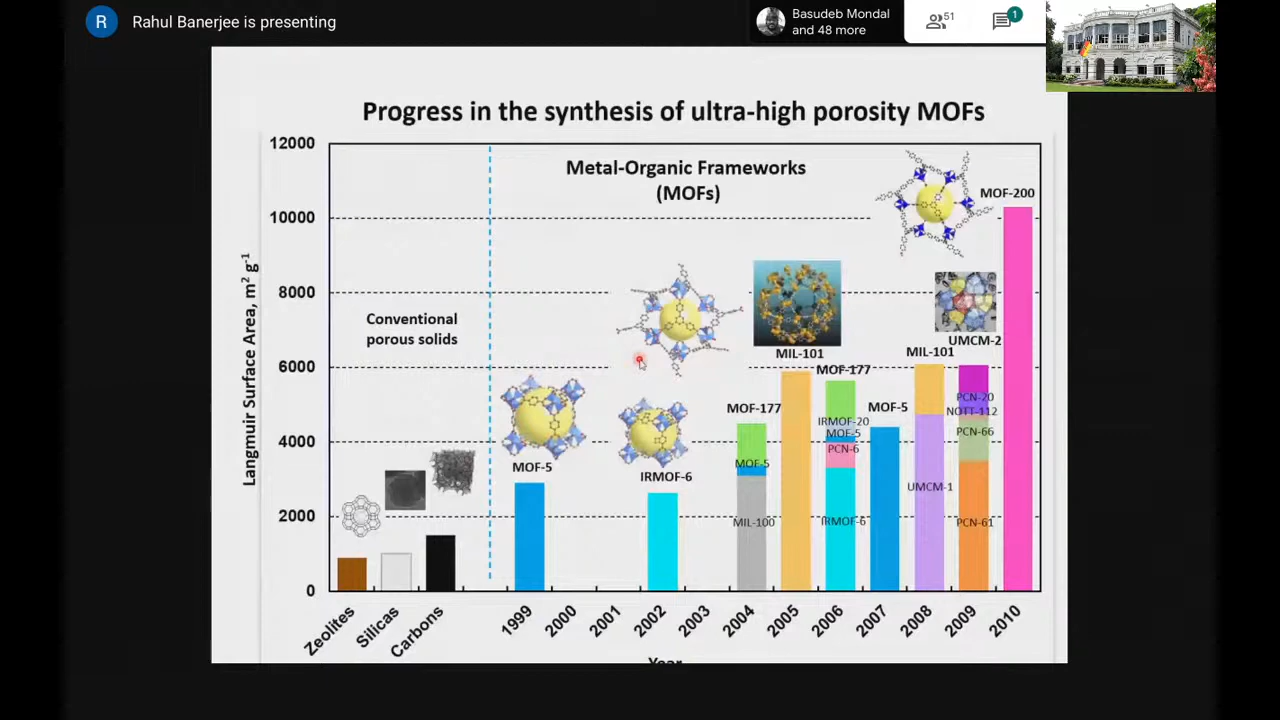 R
Rahul Banerjee is presenting
Basudeb Mondal
and 48 more
51
1
Progress in the synthesis of ultra-high porosity MOFs
12000
10000
8000
6000
4000
2000
0
Langmuir Surface Area, m² g⁻¹
Conventional
porous solids
Metal-Organic Frameworks
(MOFs)
MOF-5
IRMOF-6
MOF-177
MOF-5
MIL-100
MIL-101
MOF-177
IRMOF-20
MOF-5
PCN-6
IRMOF-6
MOF-5
MIL-101
UMCM-1
UMCM-2
PCN-20
NOTT-112
PCN-66
PCN-61
MOF-200
Zeolites
Silicas
Carbons
1999
2000
2001
2002
2003
2004
2005
2006
2007
2008
2009
2010
Year